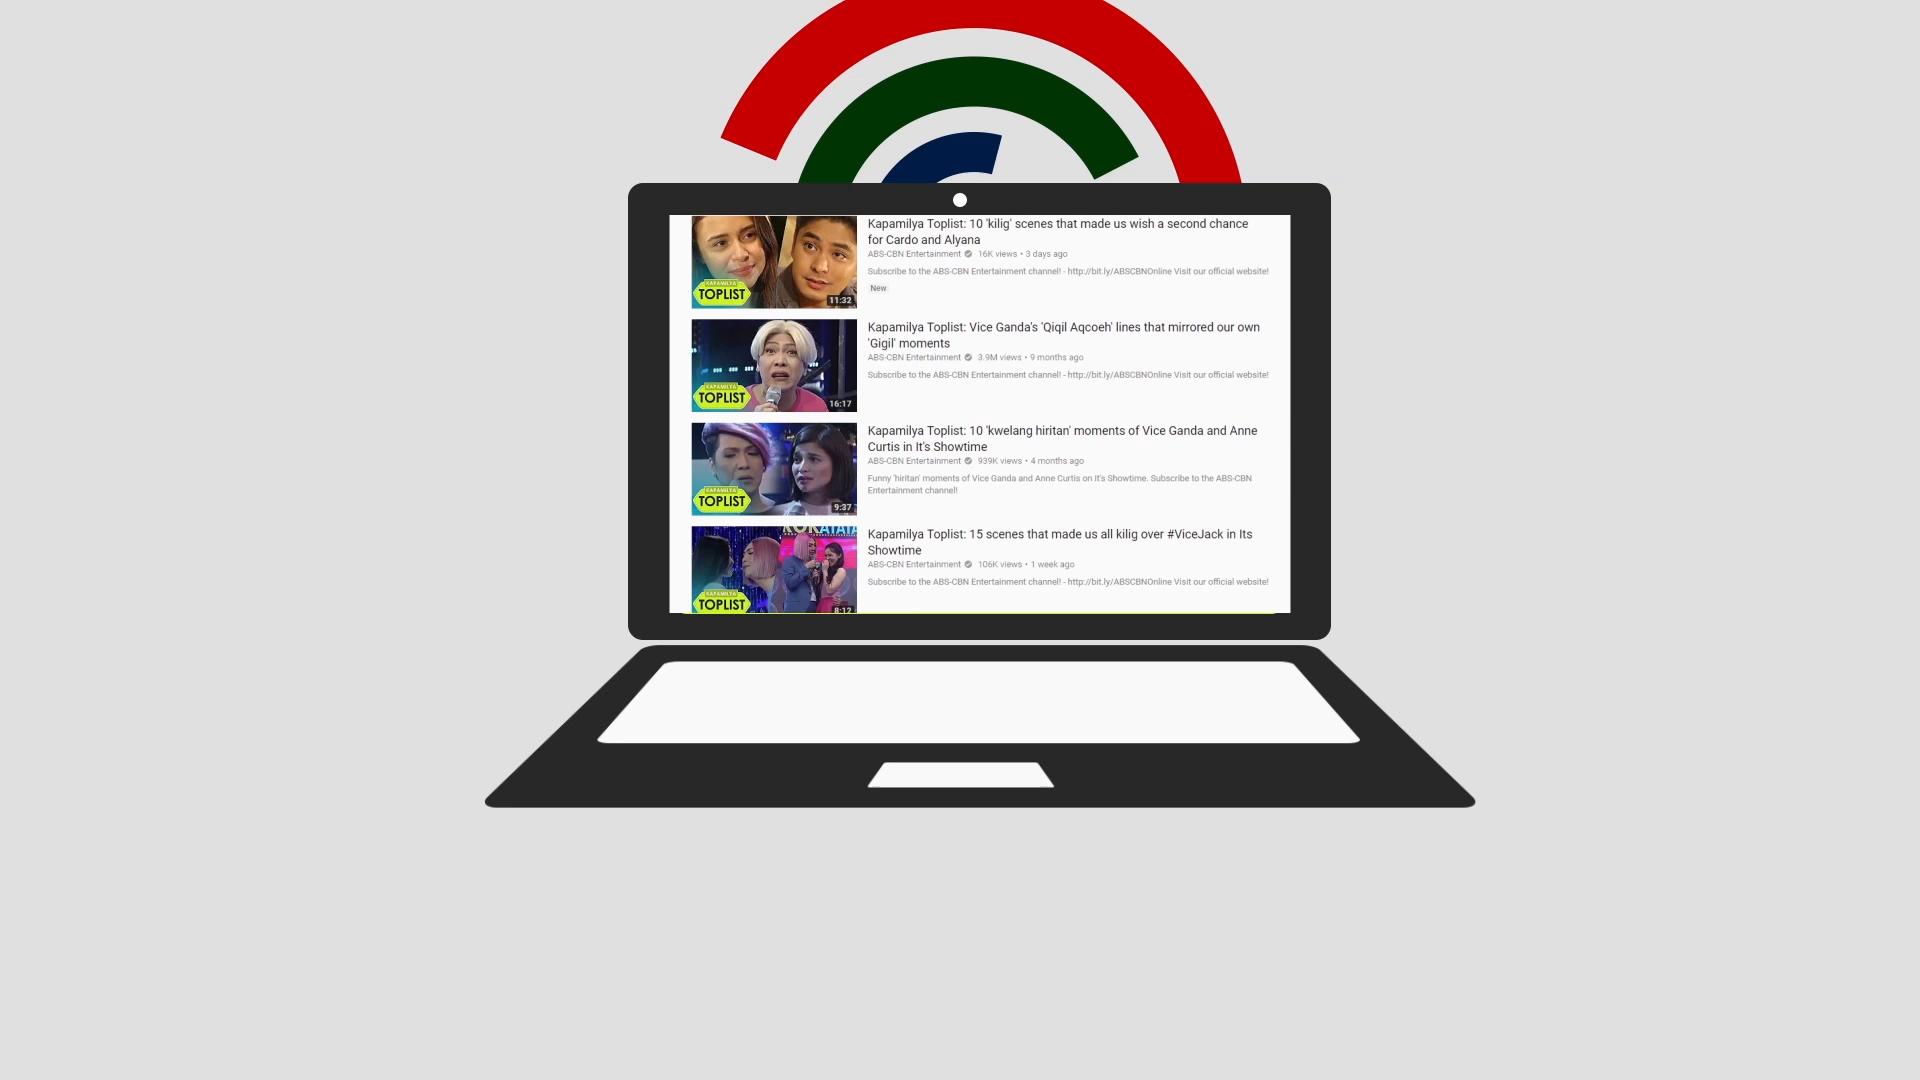 Kapamilya Toplist: 10 'kilig' scenes that made us wish a second chance
for Cardo and Alyana
ABS-CBN Entertainment 16K views • 3 days ago
Subscribe to the ABS-CBN Entertainment channel! - http://bit.ly/ABSCBNOnline Visit our official website!
New
KAPAMILYA
TOPLIST
11:32
Kapamilya Toplist: Vice Ganda's 'Qiqil Aqcoeh' lines that mirrored our own
'Gigil' moments
ABS-CBN Entertainment 3.9M views • 9 months ago
Subscribe to the ABS-CBN Entertainment channel! - http://bit.ly/ABSCBNOnline Visit our official website!
KAPAMILYA
TOPLIST
16:17
Kapamilya Toplist: 10 'kwelang hiritan' moments of Vice Ganda and Anne
Curtis in It's Showtime
ABS-CBN Entertainment 939K views • 4 months ago
Funny 'hiritan' moments of Vice Ganda and Anne Curtis on It's Showtime. Subscribe to the ABS-CBN
Entertainment channel!
KAPAMILYA
TOPLIST
9:37
Kapamilya Toplist: 15 scenes that made us all kilig over #ViceJack in Its
Showtime
ABS-CBN Entertainment 106K views • 1 week ago
Subscribe to the ABS-CBN Entertainment channel! - http://bit.ly/ABSCBNOnline Visit our official website!
KAPAMILYA
TOPLIST
8:12